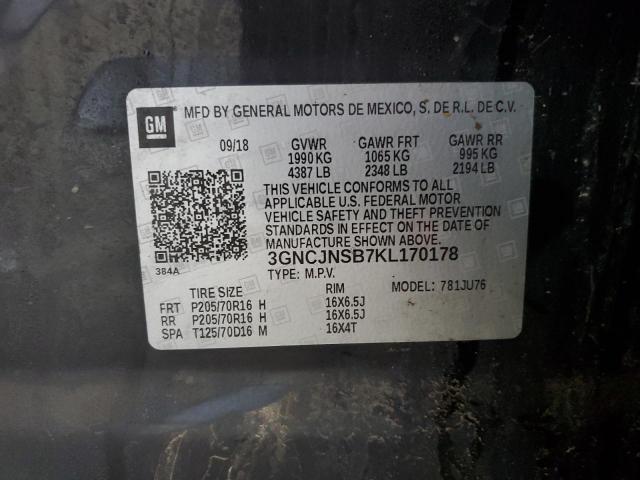 GM MFD BY GENERAL MOTORS DE MEXICO, S. DE R.L. DE C.V.
09/18 GVWR GAWR FRT GAWR RR
1990 KG 1065 KG 995 KG
4387 LB 2348 LB 2194 LB
THIS VEHICLE CONFORMS TO ALL
APPLICABLE U.S. FEDERAL MOTOR
VEHICLE SAFETY AND THEFT PREVENTION
STANDARDS IN EFFECT ON THE DATE OF
MANUFACTURE SHOWN ABOVE.
384A 3GNCJNSB7KL170178
TYPE: M.P.V.
TIRE SIZE RIM MODEL: 781JU76
FRT P205/70R16 H 16X6.5J
RR P205/70R16 H 16X6.5J
SPA T125/70D16 M 16X4T